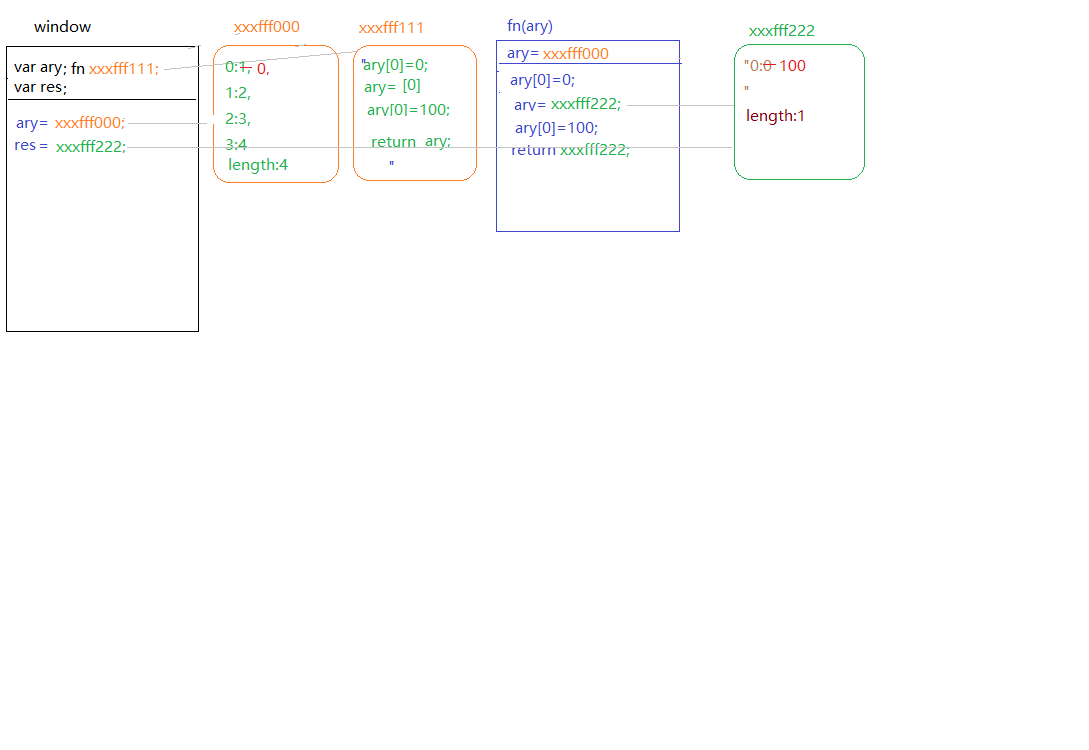 window
var ary; fn xxxfff111;
var res;
ary= xxxfff000;
res = xxxfff222;
xxxfff000
0:1, 0,
1:2,
2:3,
3:4
length:4
xxxfff111
"ary[0]=0;
ary= [0]
ary[0]=100;
return ary;
"
fn(ary)
ary= xxxfff000
ary[0]=0;
ary= xxxfff222;
ary[0]=100;
return xxxfff222;
xxxfff222
"0:0 100
"
length:1